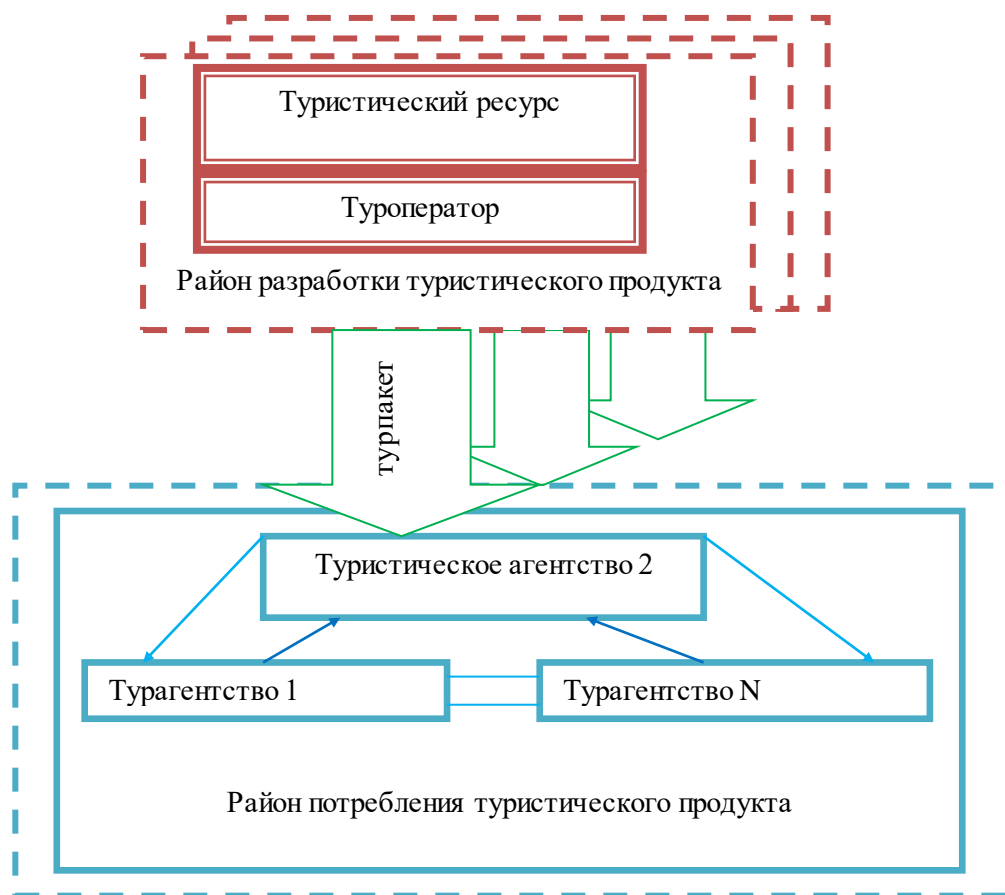 Туристический ресурс
Туроператор
Район разработки туристического продукта
турпакет
Туристическое агентство 2
Турагентство 1
Турагентство N
Район потребления туристического продукта